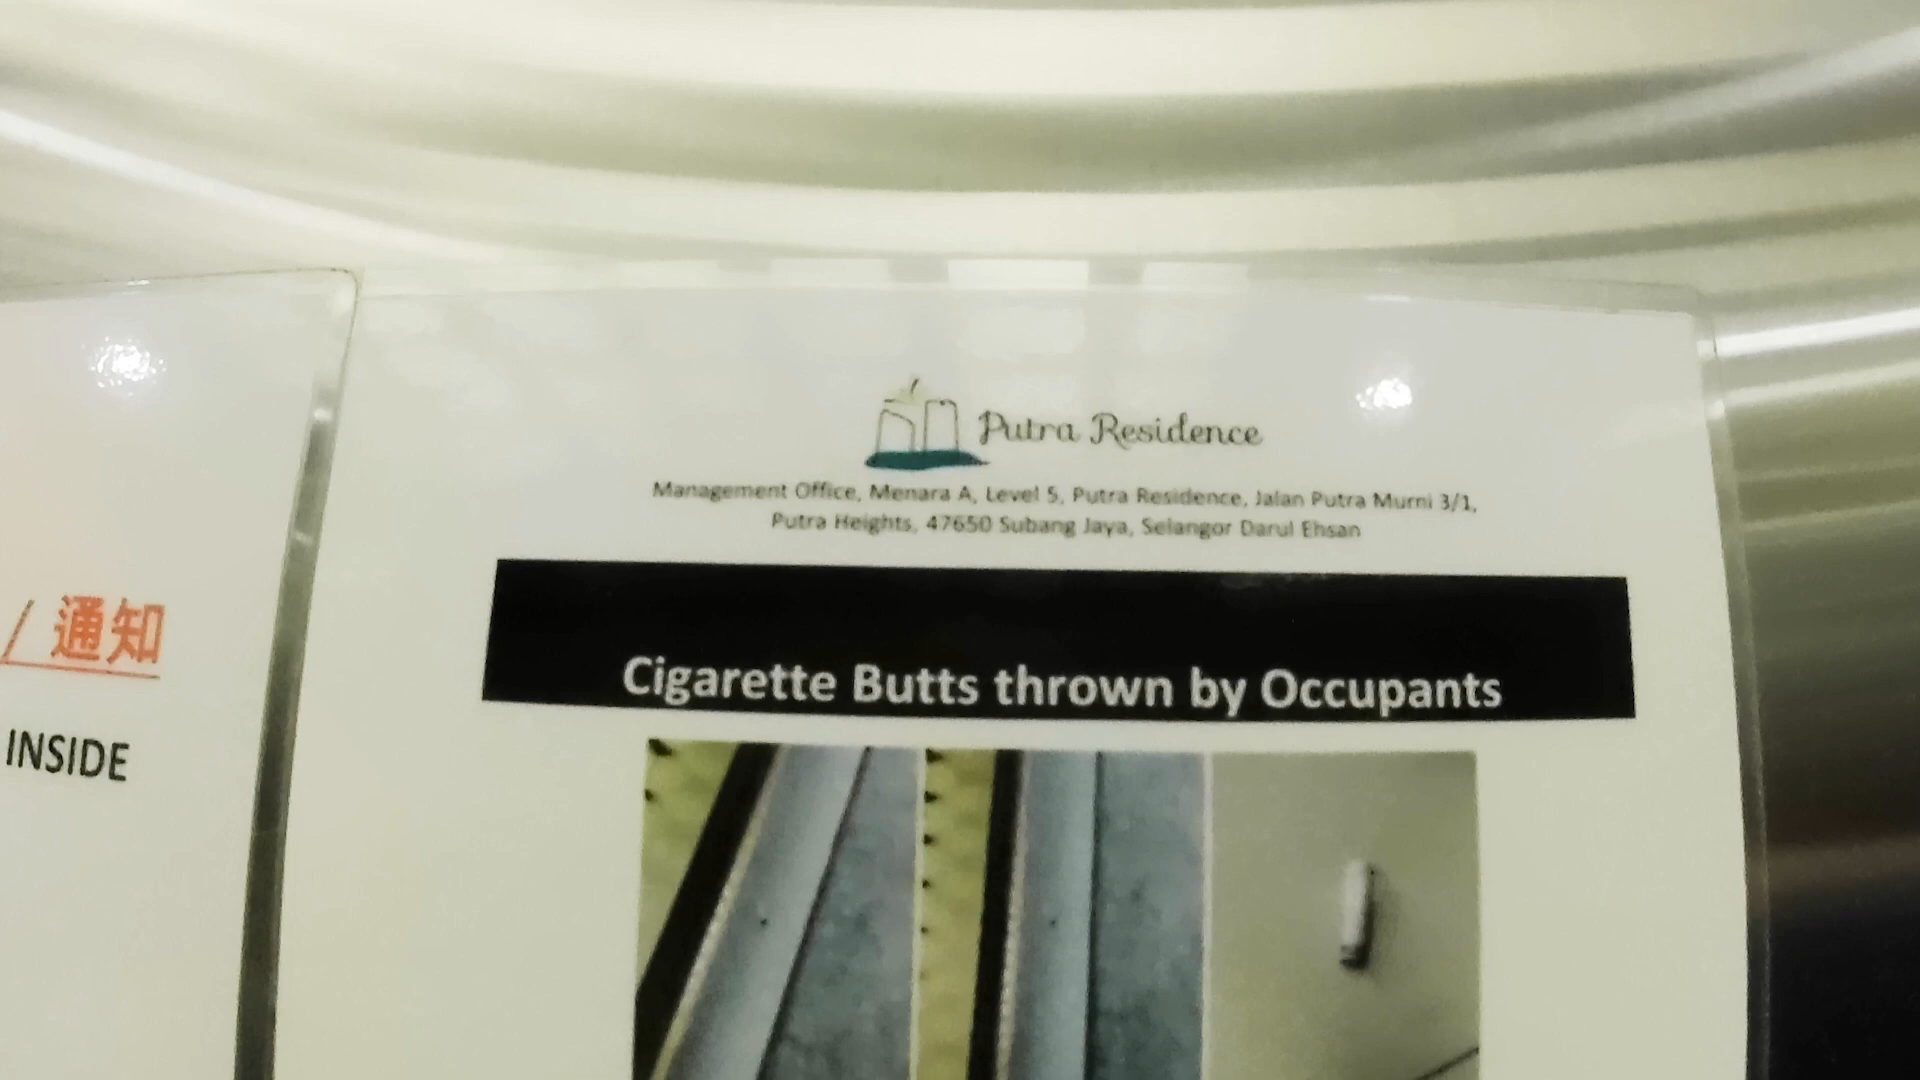 / 通知
INSIDE
Putra Residence
Management Office, Menara A, Level 5, Putra Residence, Jalan Putra Murni 3/1,
Putra Heights, 47650 Subang Jaya, Selangor Darul Ehsan
Cigarette Butts thrown by Occupants